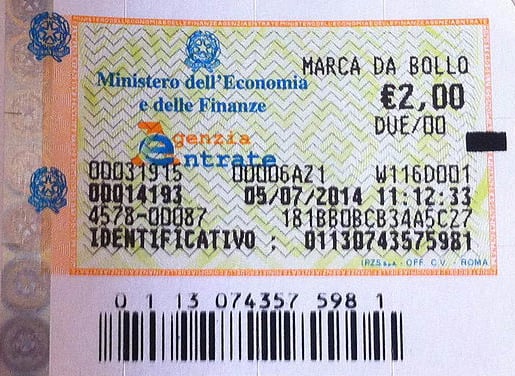 Ministero dell'Economia
e delle Finanze
MARCA DA BOLLO
€2,00
DUE/00
Agenzia
entrate
00031915 00006AZ1 W116D001
00014193 05/07/2014 11:12:33
4578-00087 181BB0BCB34A5C27
IDENTIFICATIVO : 01130743575981
IPZS s.p.a. - OFF. C.V. - ROMA
0 1 13 074357 598 1